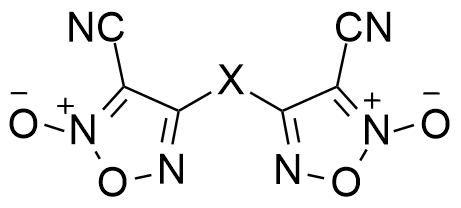 NC CN
X
− + + −
O N N O
O N N O